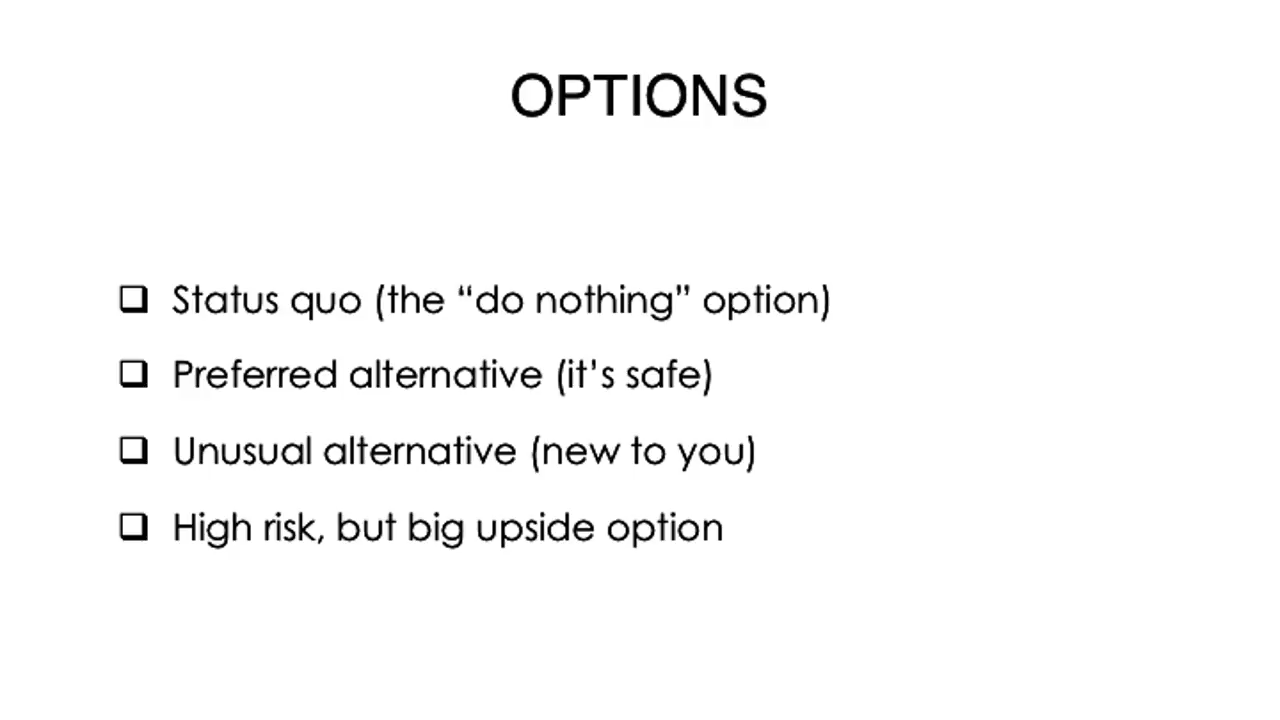 OPTIONS
❑ Status quo (the “do nothing” option)
❑ Preferred alternative (it’s safe)
❑ Unusual alternative (new to you)
❑ High risk, but big upside option